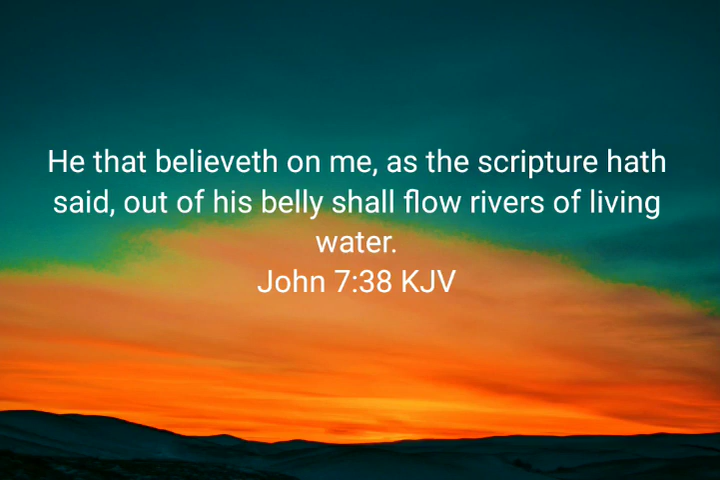 He that believeth on me, as the scripture hath
said, out of his belly shall flow rivers of living
water.
John 7:38 KJV